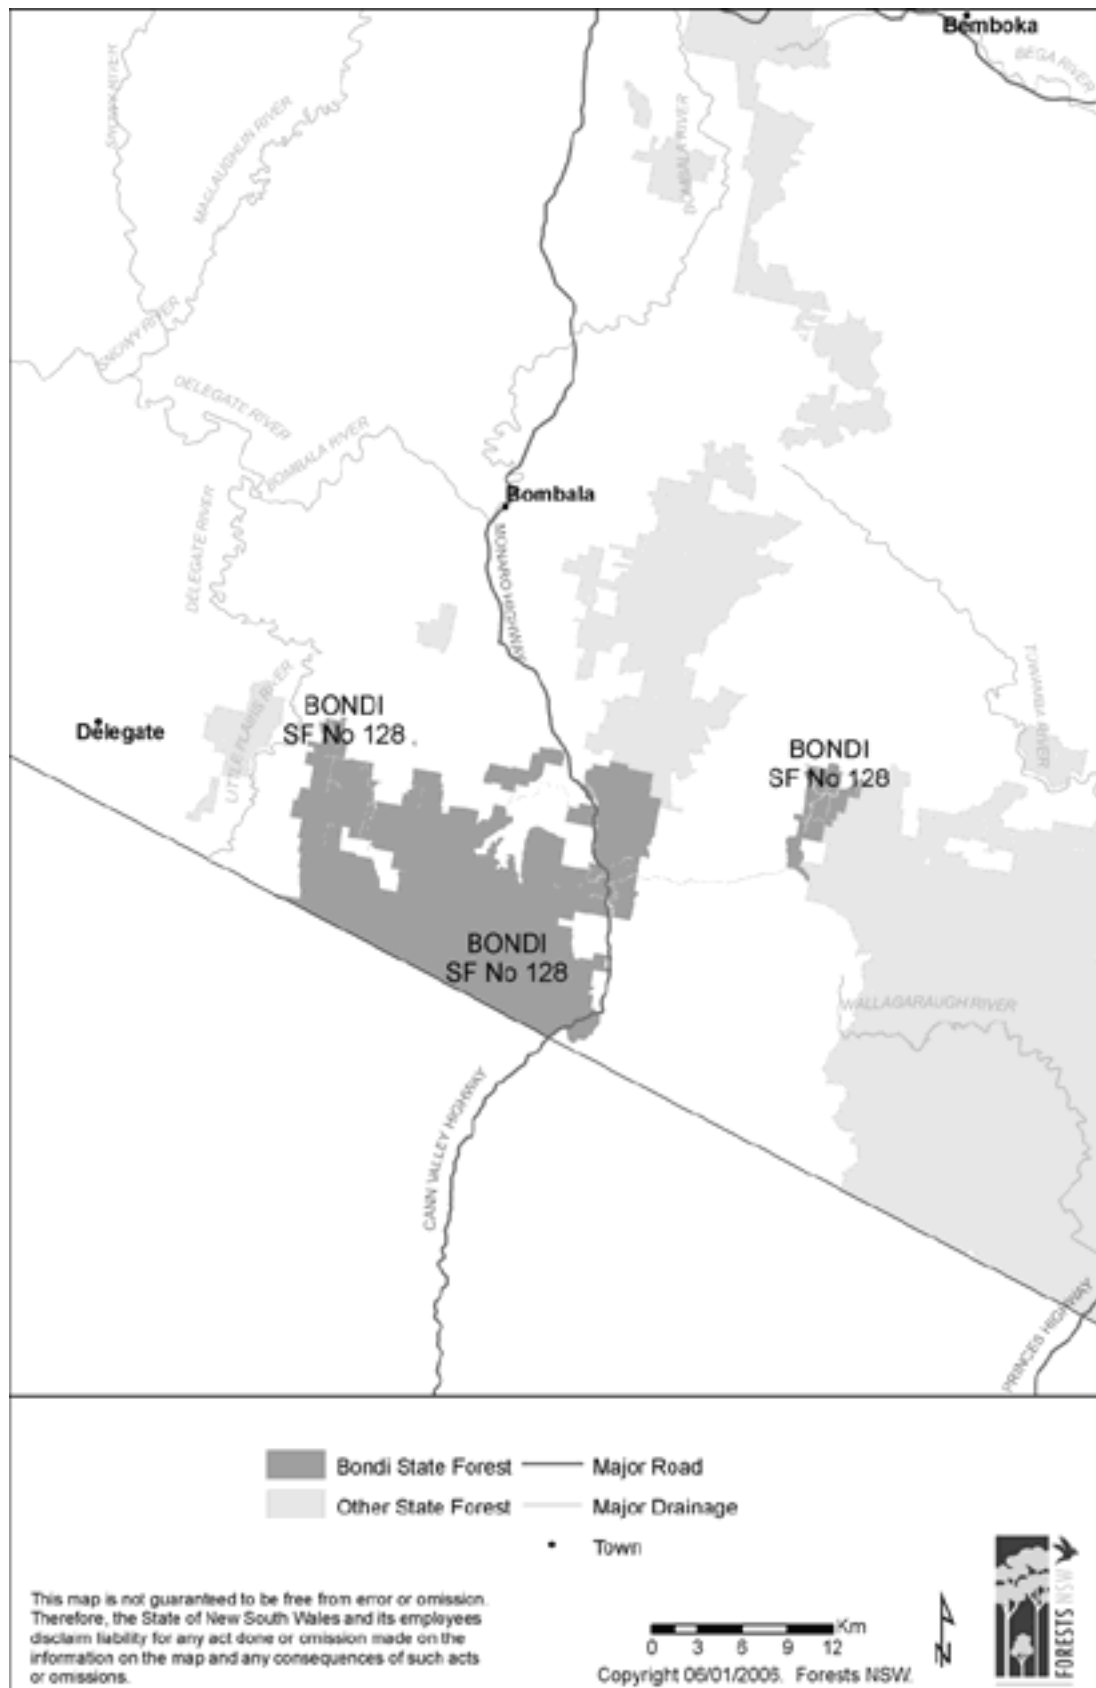 Bemboka
BEGA RIVER
SNOWY RIVER
MACLAUGHLIN RIVER
BOMBALA RIVER
SNOWY RIVER
DELEGATE RIVER
BOMBALA RIVER
Bombala
DELEGATE RIVER
MONARO HIGHWAY
TOWAMBA RIVER
LITTLE PLAINS RIVER
Delegate
BONDI
SF No 128
BONDI
SF No 128
BONDI
SF No 128
WALLAGARAUGH RIVER
CANN VALLEY HIGHWAY
PRINCES HIGHWAY
Bondi State Forest
Major Road
Other State Forest
Major Drainage
Town
This map is not guaranteed to be free from error or omission.
Therefore, the State of New South Wales and its employees
disclaim liability for any act done or omission made on the
information on the map and any consequences of such acts
or omissions.
Km
0 3 6 9 12
Copyright 06/01/2006. Forests NSW.
N
FORESTS NSW